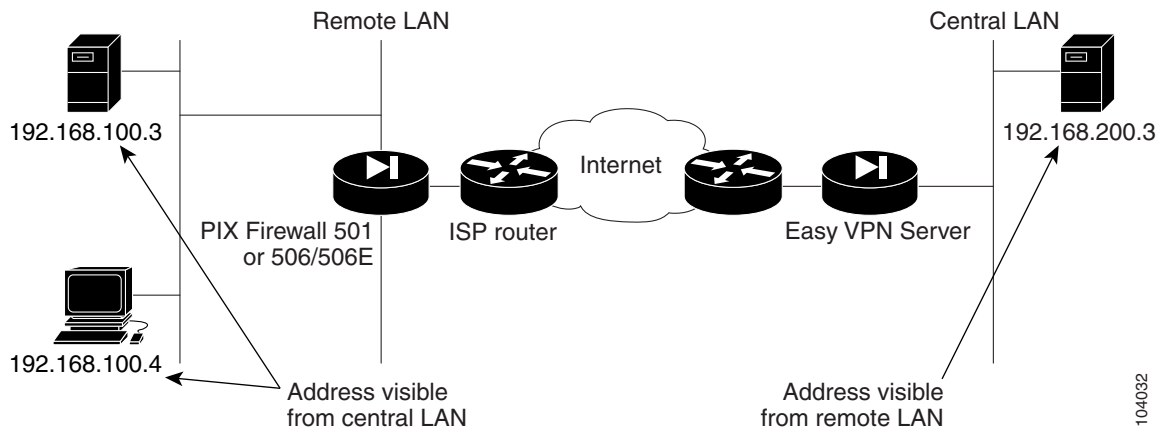 Remote LAN
Central LAN
192.168.100.3
192.168.200.3
Internet
PIX Firewall 501
or 506/506E
ISP router
Easy VPN Server
192.168.100.4
Address visible
from central LAN
Address visible
from remote LAN
104032